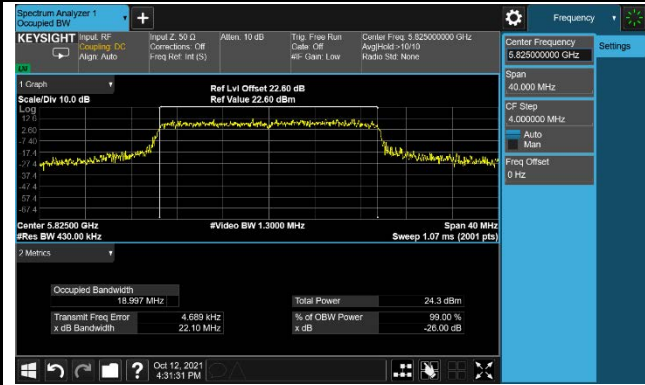 Spectrum Analyzer 1
Occupied BW
Frequency
KEYSIGHT
Input: RF
Coupling: DC
Align: Auto
Input Z: 50 Ω
Corrections: Off
Freq Ref: Int (S)
Atten: 10 dB
Trig: Free Run
Gate: Off
#IF Gain: Low
Center Freq: 5.825000000 GHz
Avg|Hold:>10/10
Radio Std: None
Center Frequency
5.825000000 GHz
Settings
Span
40.000 MHz
CF Step
4.000000 MHz
Auto
Man
Freq Offset
0 Hz
1 Graph
Scale/Div 10.0 dB
Ref Lvl Offset 22.60 dB
Ref Value 22.60 dBm
Log
12.6
2.60
-7.40
-17.4
-27.4
-37.4
-47.4
-57.4
-67.4
Center 5.82500 GHz
#Res BW 430.00 kHz
#Video BW 1.3000 MHz
Span 40 MHz
Sweep 1.07 ms (2001 pts)
2 Metrics
Occupied Bandwidth
18.997 MHz
Total Power
24.3 dBm
Transmit Freq Error
4.689 kHz
% of OBW Power
99.00 %
x dB Bandwidth
22.10 MHz
x dB
-26.00 dB
Oct 12, 2021
4:31:31 PM